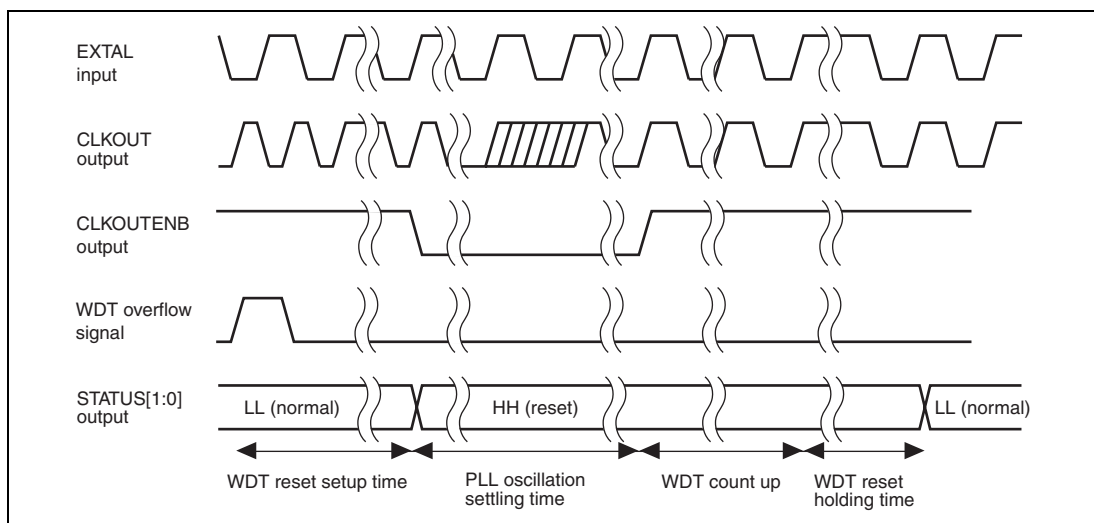 EXTAL
input
CLKOUT
output
CLKOUTENB
output
WDT overflow
signal
STATUS[1:0]
output
LL (normal)
HH (reset)
LL (normal)
WDT reset setup time
PLL oscillation
settling time
WDT count up
WDT reset
holding time